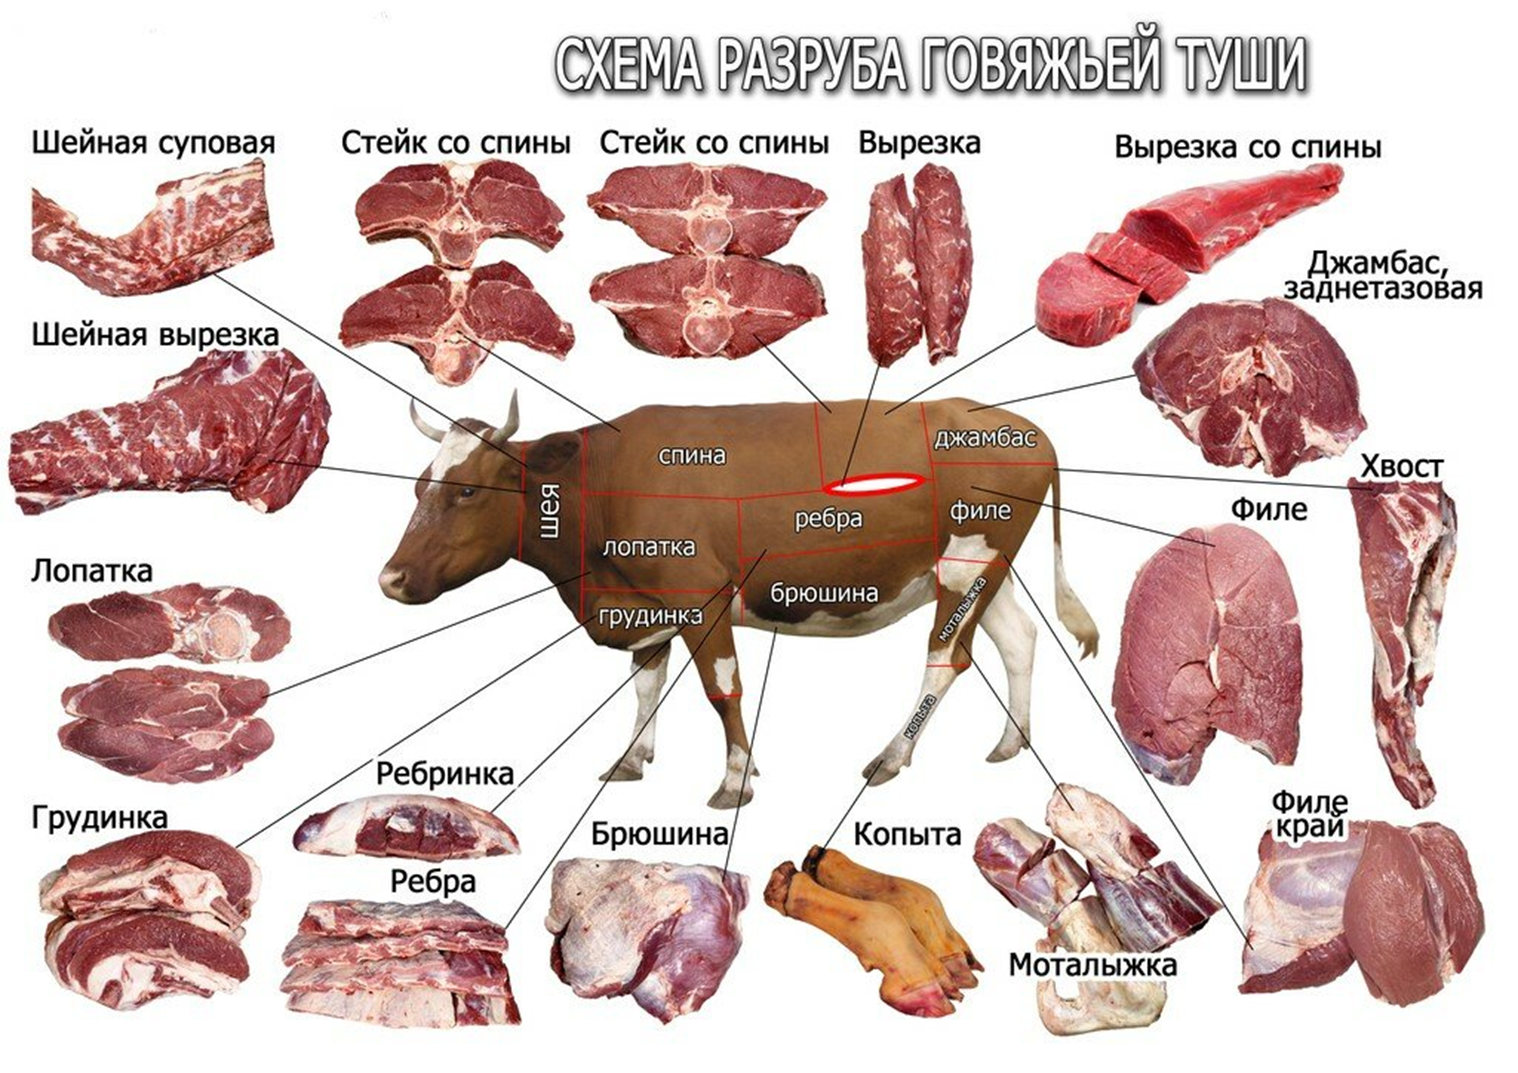 СХЕМА РАЗРУБА ГОВЯЖЬЕЙ ТУШИ
Шейная суповая
Стейк со спины
Стейк со спины
Вырезка
Вырезка со спины
Джамбас,
заднетазовая
Шейная вырезка
Хвост
Филе
Лопатка
шея
спина
джамбас
лопатка
ребра
филе
грудинка
брюшина
моталыжка
копыта
Грудинка
Ребринка
Ребра
Брюшина
Копыта
Моталыжка
Филе
край